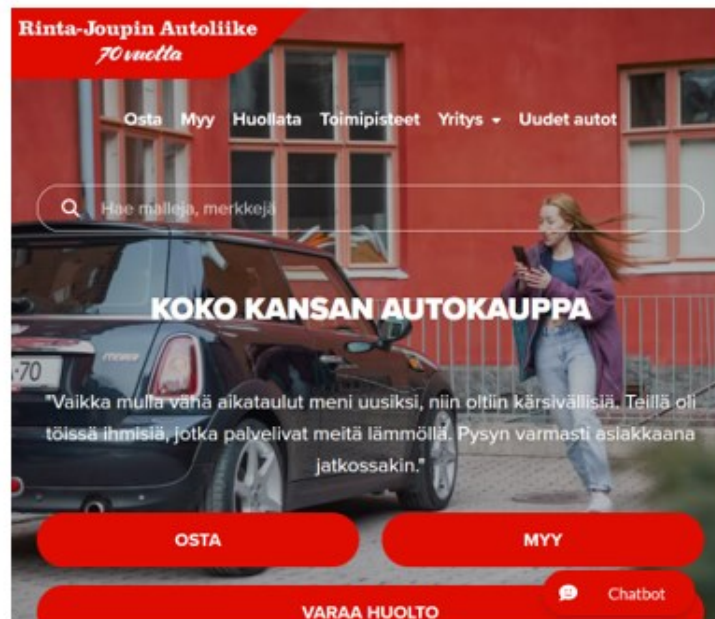 Rinta-Joupin Autoliike
70 vuotta
Osta Myy Huollata Toimipisteet Yritys Uudet autot
Hae malleja, merkkejä
KOKO KANSAN AUTOKAUPPA
-70
"Vaikka mulla vähä aikataulut meni uusiksi, niin oltiin kärsivällisiä. Teillä oli
töissä ihmisiä, jotka palvelivat meitä lämmöllä. Pysyn varmasti asiakkaana
jatkossakin."
OSTA MYY
Chatbot
VARAA HUOLTO